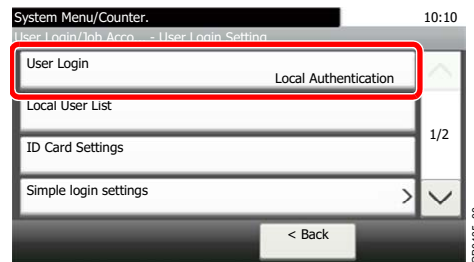 System Menu/Counter.
10:10
User Login/Job Acco... - User Login Setting
User Login
Local Authentication
Local User List
1/2
ID Card Settings
Simple login settings
< Back